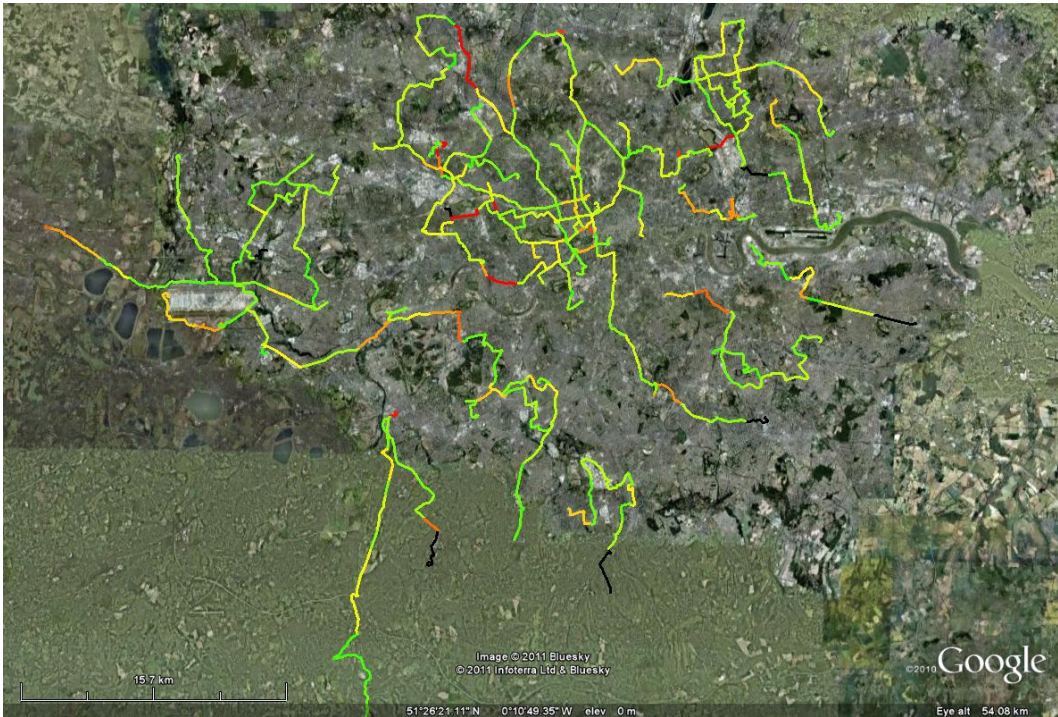 Image © 2011 Bluesky
© 2011 Infoterra Ltd & Bluesky
©2010 Google
15.7 km
51°26'21.11" N 0°10'49.35" W elev 0 m Eye alt 54.08 km